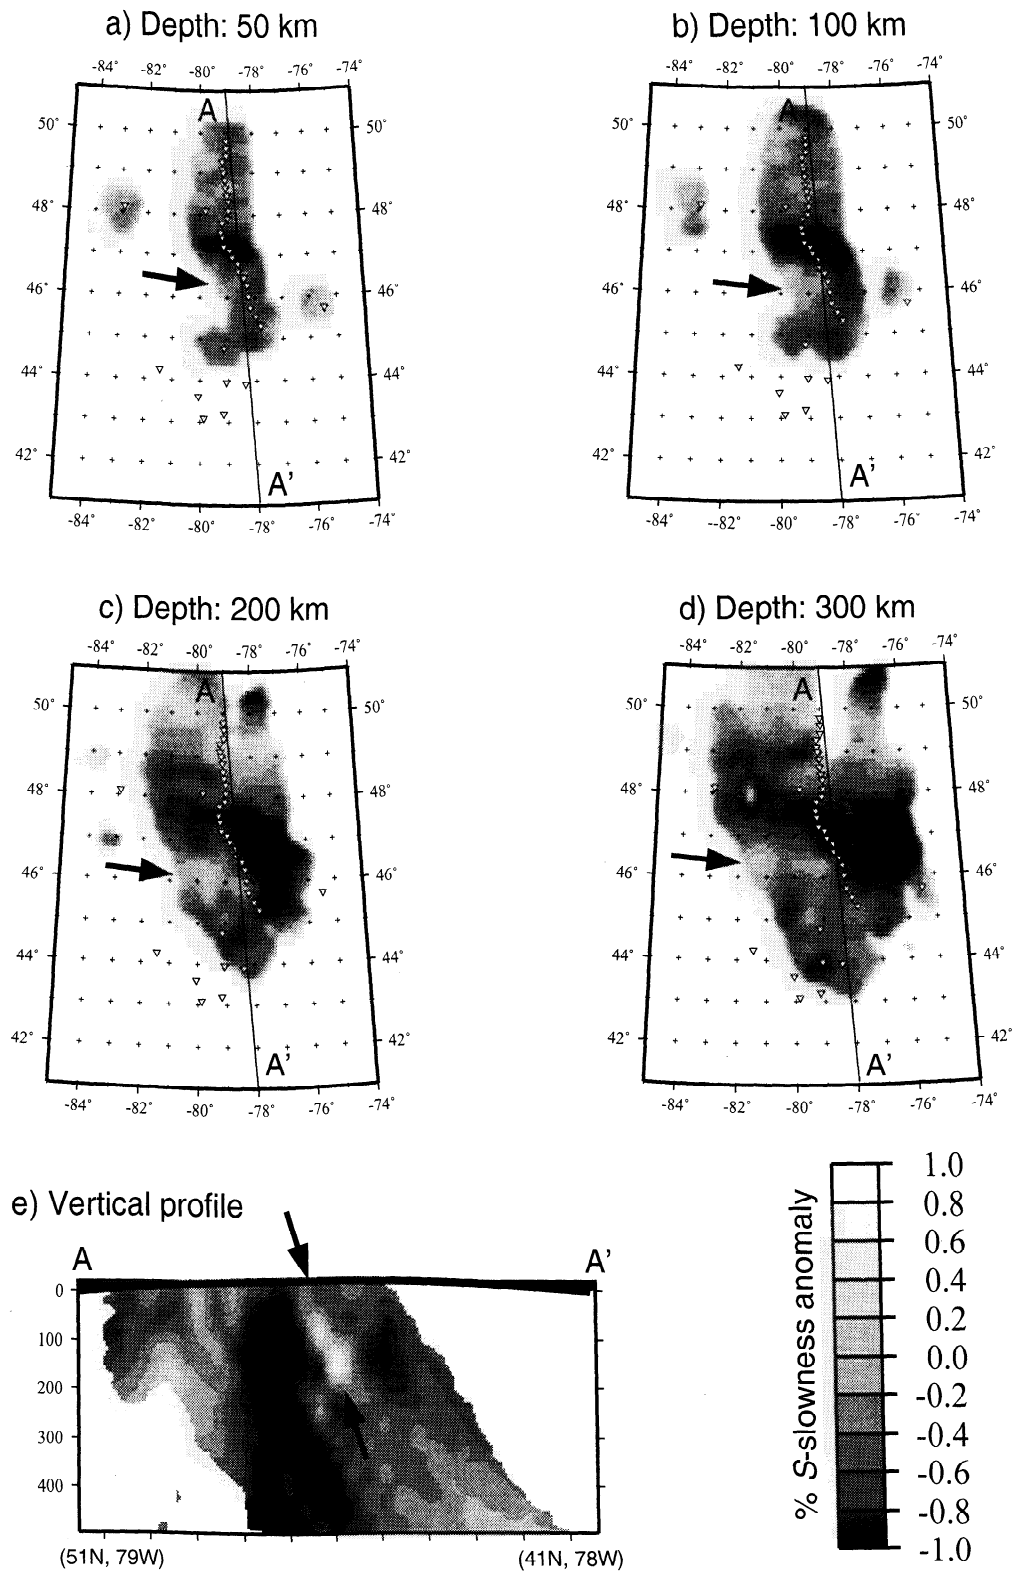 a) Depth: 50 km
b) Depth: 100 km
-84° -82° -80° -78° -76° -74°
-84° -82° -80° -78° -76° -74°
A
A
50° 50°
50° 50°
48° 48°
48° 48°
46° 46°
46° 46°
44° 44°
44° 44°
42° 42°
42° 42°
A'
A'
-84° -82° -80° -78° -76° -74°
-84° -82° -80° -78° -76° -74°
c) Depth: 200 km
d) Depth: 300 km
-84° -82° -80° -78° -76° -74°
-84° -82° -80° -78° -76° -74°
A
A
50° 50°
50° 50°
48° 48°
48° 48°
46° 46°
46° 46°
44° 44°
44° 44°
42° 42°
42° 42°
A'
A'
-84° -82° -80° -78° -76° -74°
-84° -82° -80° -78° -76° -74°
e) Vertical profile
A A'
0
100
200
300
400
(51N, 79W) (41N, 78W)
% S-slowness anomaly
1.0
0.8
0.6
0.4
0.2
0.0
-0.2
-0.4
-0.6
-0.8
-1.0